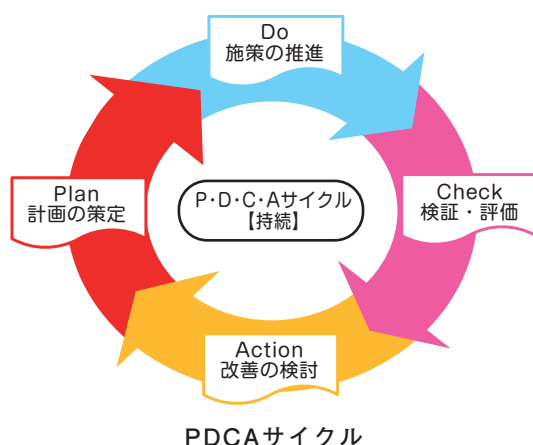 Do
施策の推進
Plan
計画の策定
P・D・C・Aサイクル
【持続】
Check
検証・評価
Action
改善の検討
PDCAサイクル